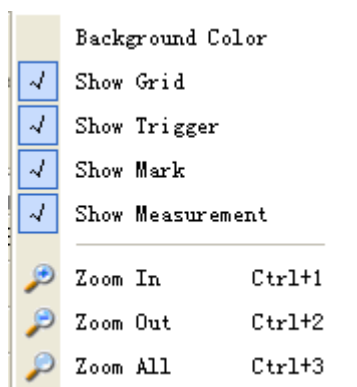 Background Color
Show Grid
Show Trigger
Show Mark
Show Measurement
Zoom In Ctrl+1
Zoom Out Ctrl+2
Zoom All Ctrl+3